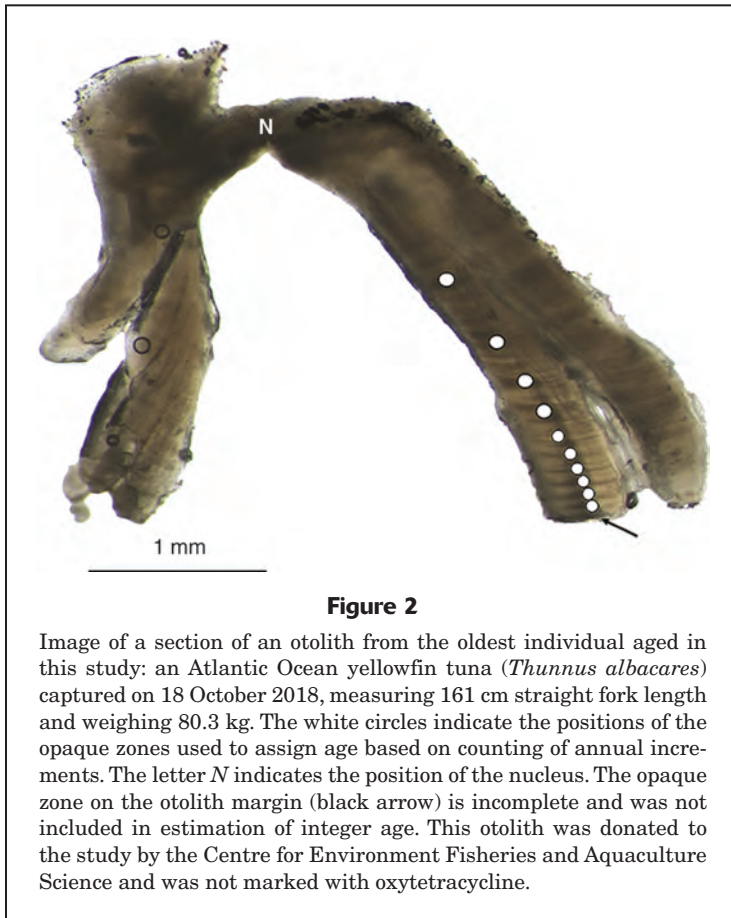 N
1 mm
Figure 2
Image of a section of an otolith from the oldest individual aged in
this study: an Atlantic Ocean yellowfin tuna (Thunnus albacares)
captured on 18 October 2018, measuring 161 cm straight fork length
and weighing 80.3 kg. The white circles indicate the positions of the
opaque zones used to assign age based on counting of annual incre-
ments. The letter N indicates the position of the nucleus. The opaque
zone on the otolith margin (black arrow) is incomplete and was not
included in estimation of integer age. This otolith was donated to
the study by the Centre for Environment Fisheries and Aquaculture
Science and was not marked with oxytetracycline.